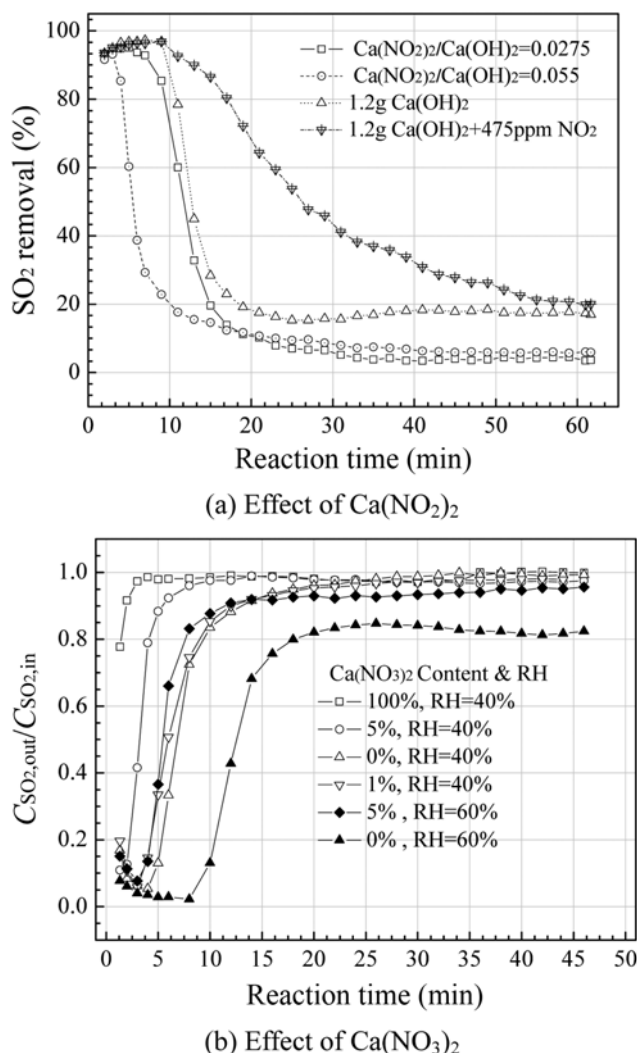 100
80
60
40
20
0
SO₂ removal (%)
Ca(NO₂)₂/Ca(OH)₂=0.0275
Ca(NO₂)₂/Ca(OH)₂=0.055
1.2g Ca(OH)₂
1.2g Ca(OH)₂+475ppm NO₂
0 10 20 30 40 50 60
Reaction time (min)
(a) Effect of Ca(NO₂)₂
1.0
0.8
0.6
0.4
0.2
0.0
CSO₂,out/CSO₂,in
Ca(NO₃)₂ Content & RH
100%, RH=40%
5%, RH=40%
0%, RH=40%
1%, RH=40%
5% , RH=60%
0% , RH=60%
0 5 10 15 20 25 30 35 40 45 50
Reaction time (min)
(b) Effect of Ca(NO₃)₂